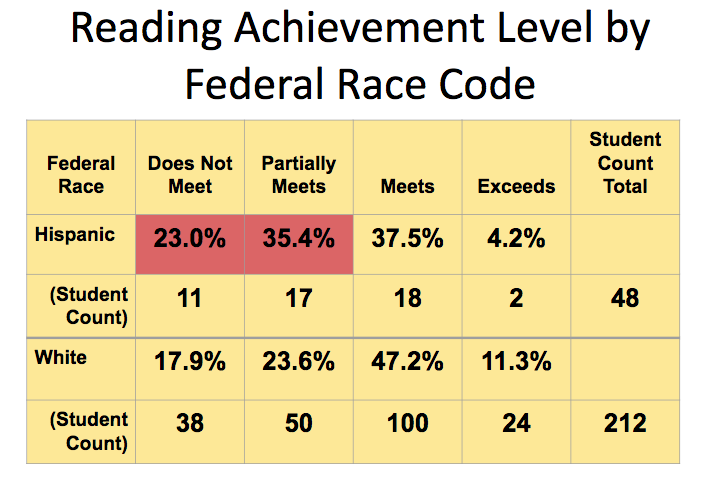 Reading Achievement Level by
Federal Race Code
Federal Race Does Not Meet Partially Meets Meets Exceeds Student Count Total
Hispanic 23.0% 35.4% 37.5% 4.2%
(Student Count) 11 17 18 2 48
White 17.9% 23.6% 47.2% 11.3%
(Student Count) 38 50 100 24 212